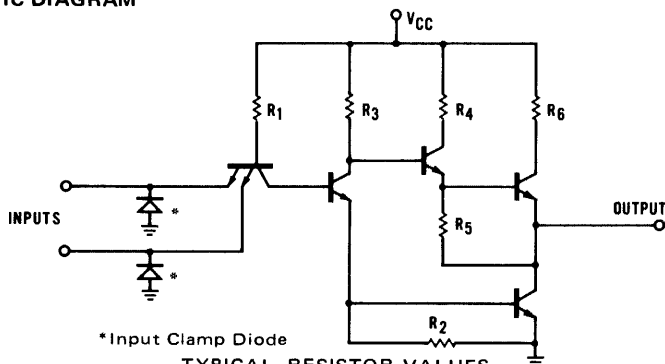 IC DIAGRAM
VCC
R1
R3
R4
R6
*
INPUTS
R5
OUTPUT
*
R2
*Input Clamp Diode
TYPICAL RESISTOR VALUES